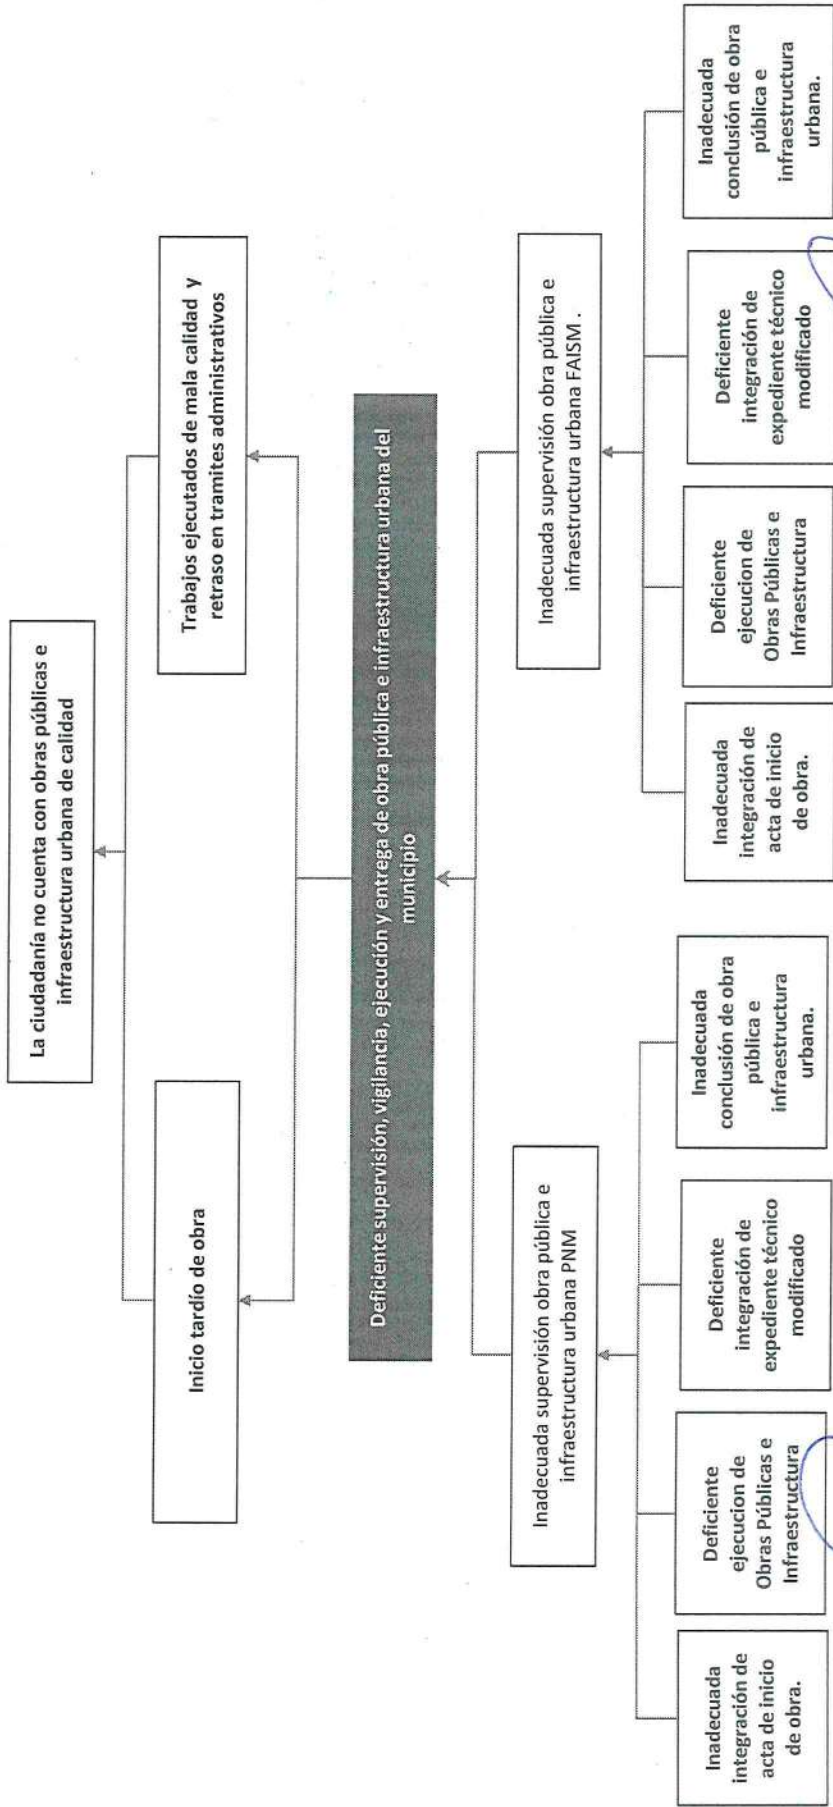 La ciudadanía no cuenta con obras públicas e
infraestructura urbana de calidad
Inicio tardío de obra
Trabajos ejecutados de mala calidad y
retraso en tramites administrativos
Deficiente supervisión, vigilancia, ejecución y entrega de obra pública e infraestructura urbana del
municipio
Inadecuada supervisión obra pública e
infraestructura urbana PNM
Inadecuada supervisión obra pública e
infraestructura urbana FAISM .
Inadecuada
integración de
acta de inicio
de obra.
Deficiente
ejecucion de
Obras Públicas e
Infraestructura
Deficiente
integración de
expediente técnico
modificado
Inadecuada
conclusión de obra
pública e
infraestructura
urbana.
Inadecuada
integración de
acta de inicio
de obra.
Deficiente
ejecucion de
Obras Públicas e
Infraestructura
Deficiente
integración de
expediente técnico
modificado
Inadecuada
conclusión de obra
pública e
infraestructura
urbana.